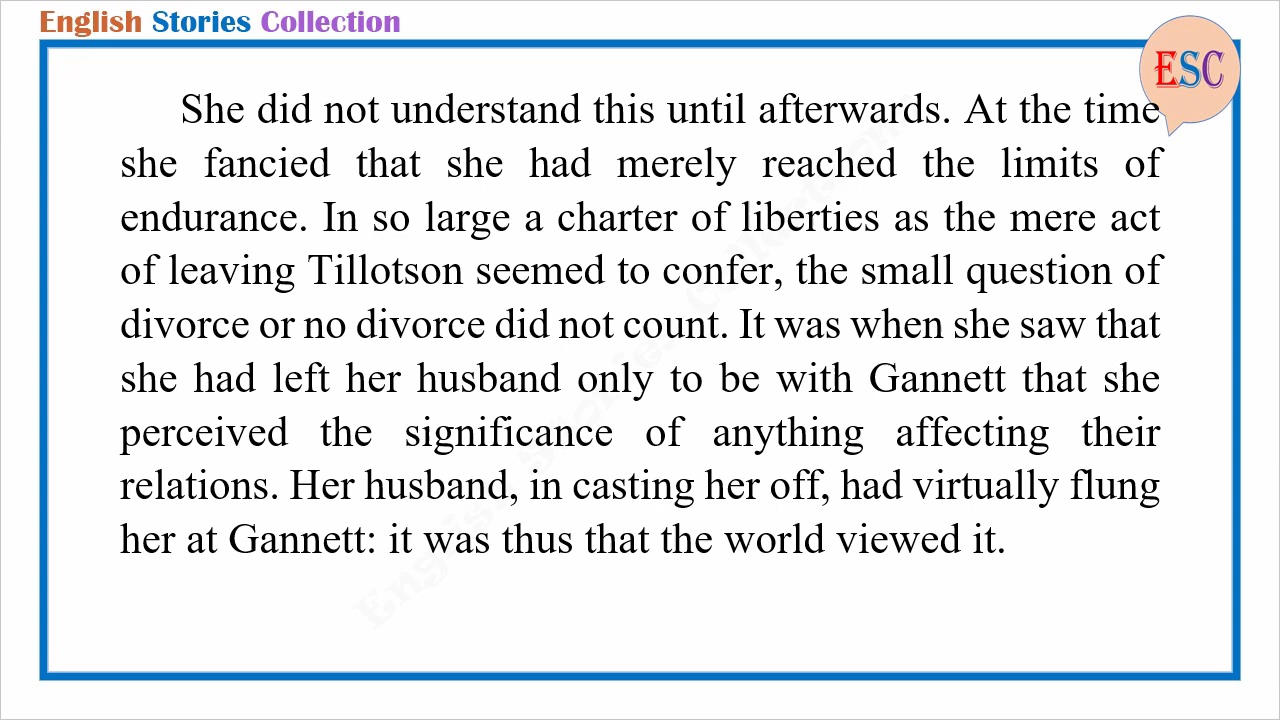 English Stories Collection
ESC
She did not understand this until afterwards. At the time
she fancied that she had merely reached the limits of
endurance. In so large a charter of liberties as the mere act
of leaving Tillotson seemed to confer, the small question of
divorce or no divorce did not count. It was when she saw that
she had left her husband only to be with Gannett that she
perceived the significance of anything affecting their
relations. Her husband, in casting her off, had virtually flung
her at Gannett: it was thus that the world viewed it.
English Stories Collection